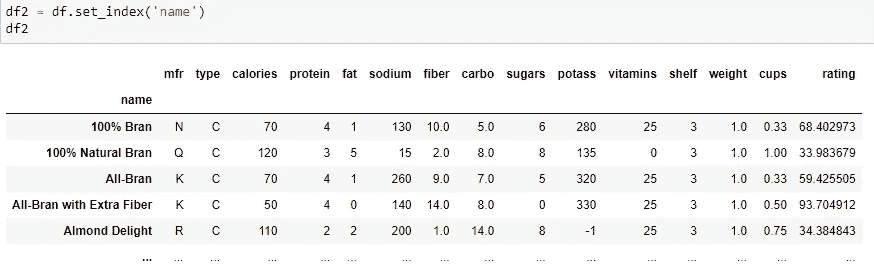 df2 = df.set_index('name')
df2
mfr type calories protein fat sodium fiber carbo sugars potass vitamins shelf weight cups rating
name
100% Bran N C 70 4 1 130 10.0 5.0 6 280 25 3 1.0 0.33 68.402973
100% Natural Bran Q C 120 3 5 15 2.0 8.0 8 135 0 3 1.0 1.00 33.983679
All-Bran K C 70 4 1 260 9.0 7.0 5 320 25 3 1.0 0.33 59.425505
All-Bran with Extra Fiber K C 50 4 0 140 14.0 8.0 0 330 25 3 1.0 0.50 93.704912
Almond Delight R C 110 2 2 200 1.0 14.0 8 -1 25 3 1.0 0.75 34.384843
... ... ... ... ... ... ... ... ... ... ... ... ... ... ... ...